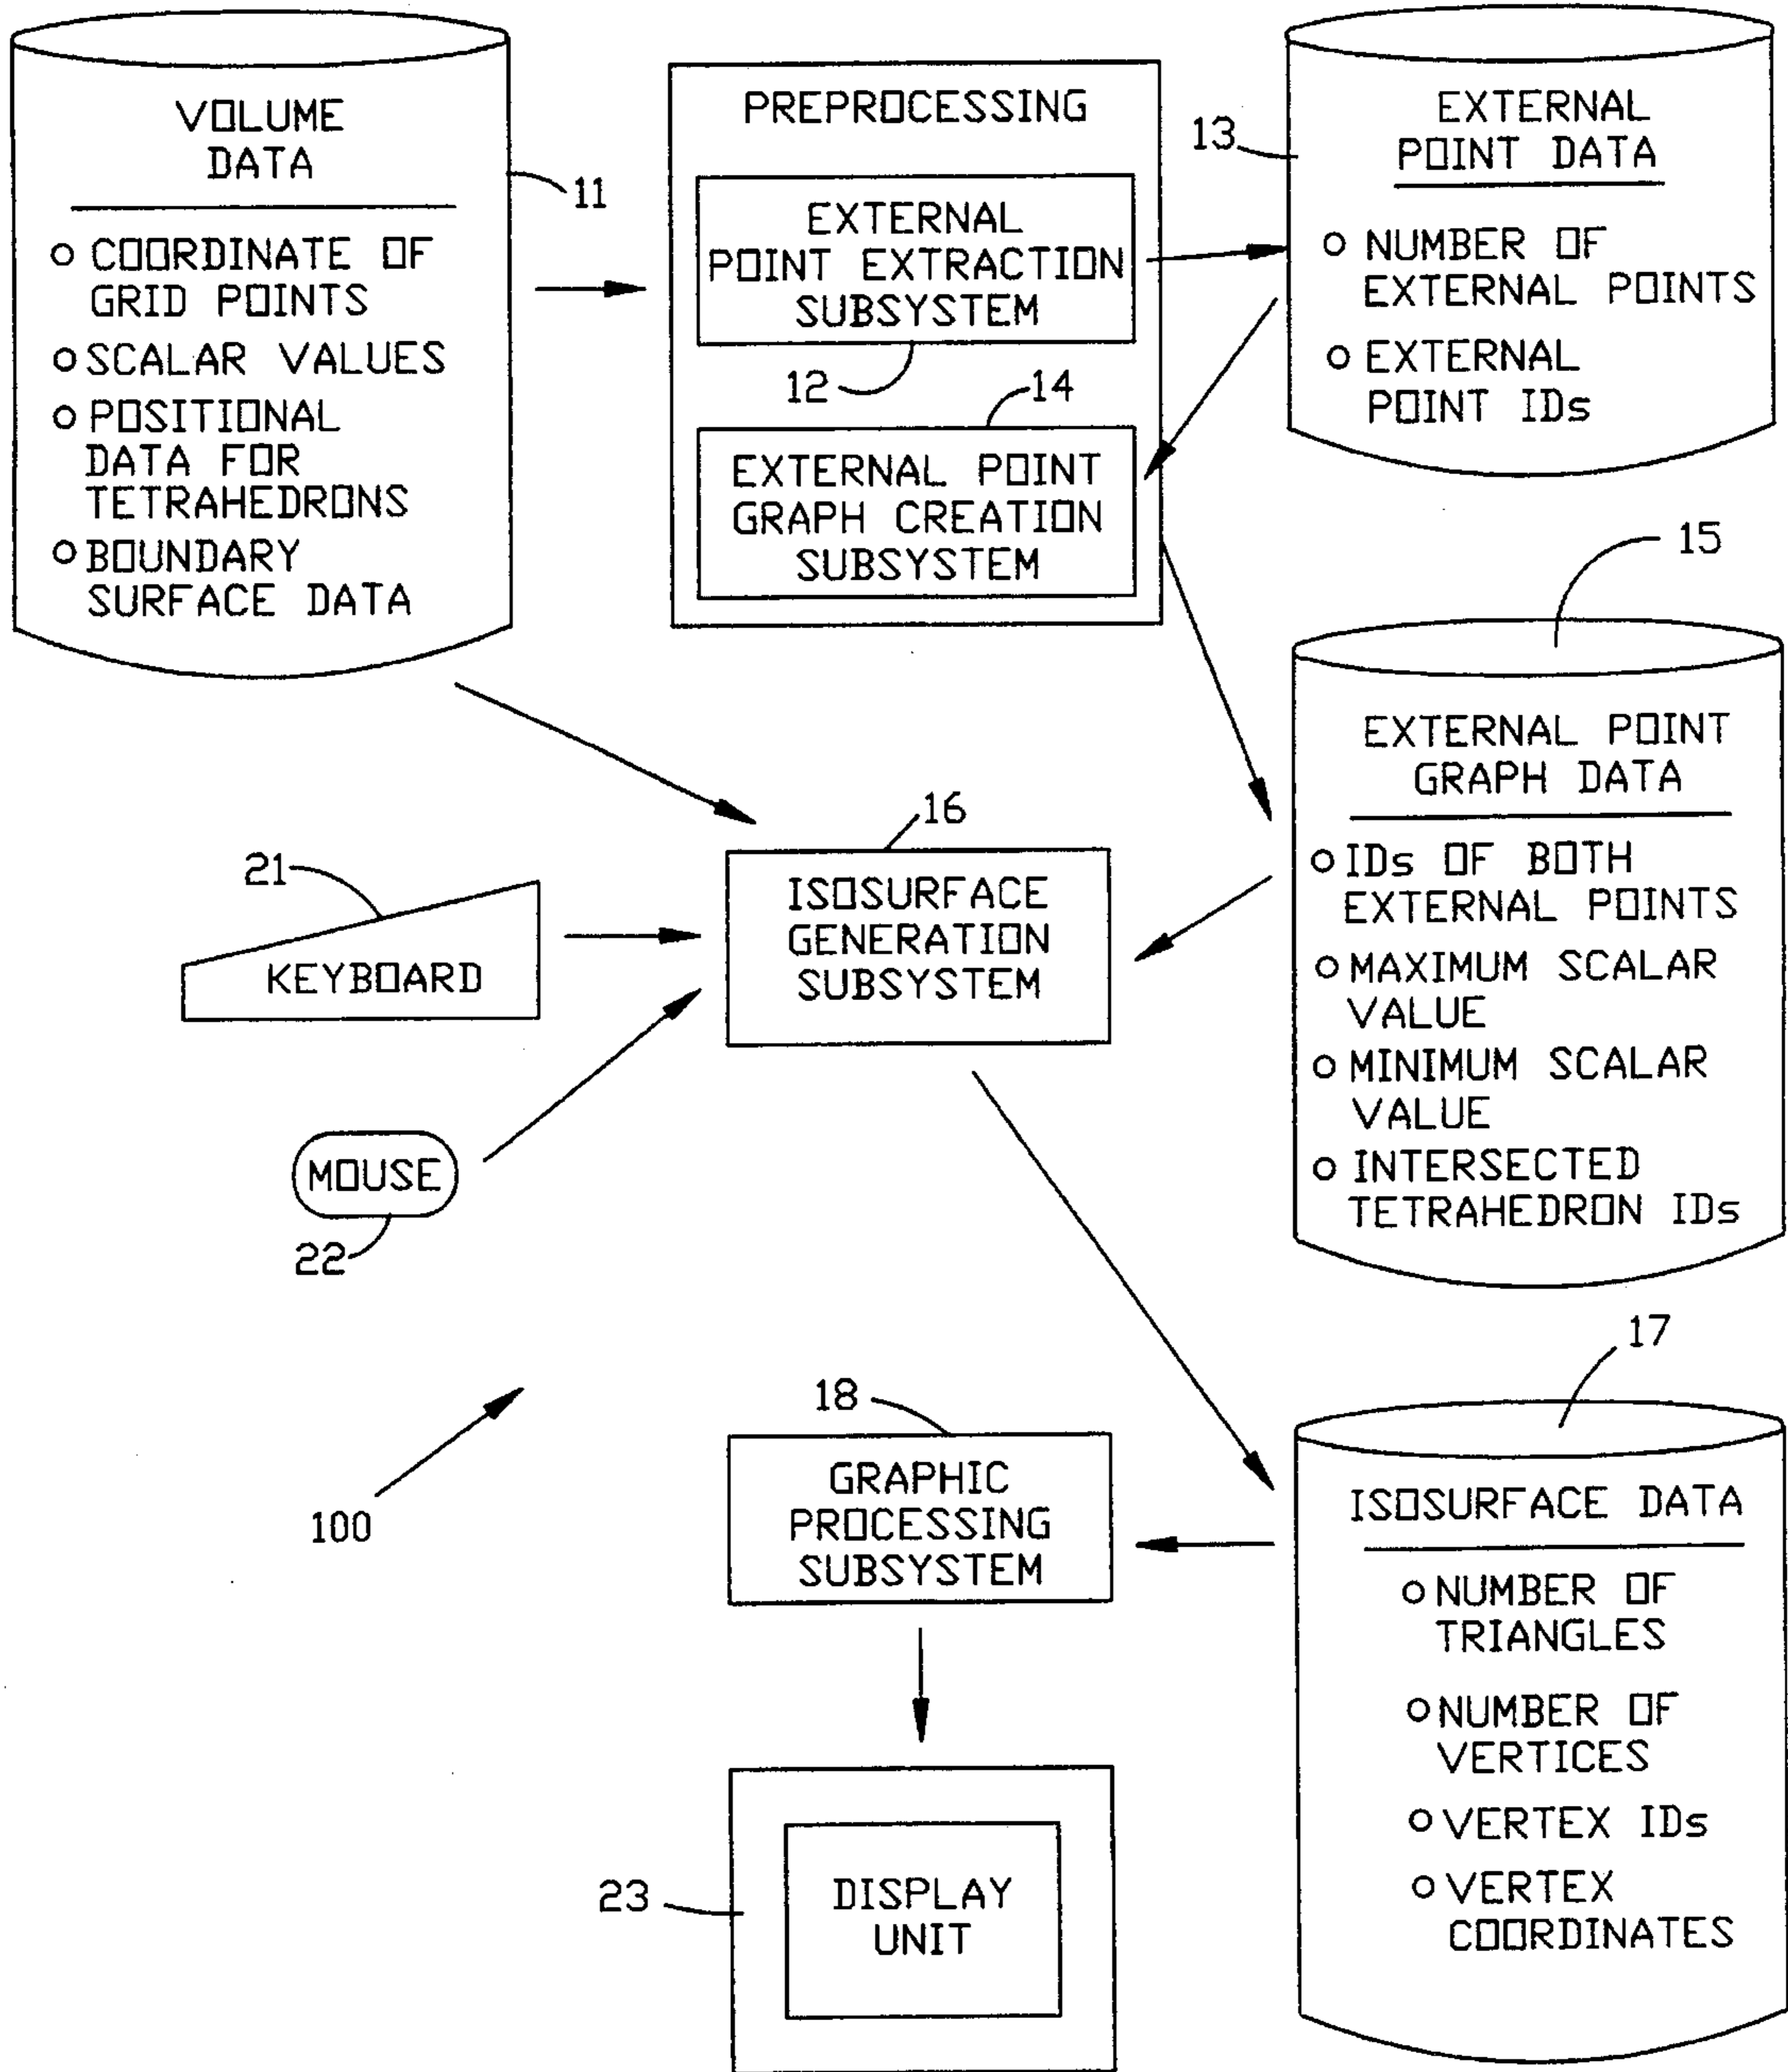 VOLUME
DATA
○ COORDINATE OF
GRID POINTS
○ SCALAR VALUES
○ POSITIONAL
DATA FOR
TETRAHEDRONS
○ BOUNDARY
SURFACE DATA
11
PREPROCESSING
EXTERNAL
POINT EXTRACTION
SUBSYSTEM
12
14
EXTERNAL POINT
GRAPH CREATION
SUBSYSTEM
13
EXTERNAL
POINT DATA
○ NUMBER OF
EXTERNAL POINTS
○ EXTERNAL
POINT IDs
15
EXTERNAL POINT
GRAPH DATA
○ IDs OF BOTH
EXTERNAL POINTS
○ MAXIMUM SCALAR
VALUE
○ MINIMUM SCALAR
VALUE
○ INTERSECTED
TETRAHEDRON IDs
16
ISOSURFACE
GENERATION
SUBSYSTEM
21
KEYBOARD
MOUSE
22
100
17
ISOSURFACE DATA
○ NUMBER OF
TRIANGLES
○ NUMBER OF
VERTICES
○ VERTEX IDs
○ VERTEX
COORDINATES
18
GRAPHIC
PROCESSING
SUBSYSTEM
23
DISPLAY
UNIT